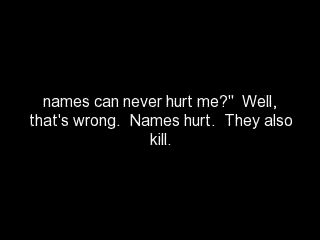 names can never hurt me?"  Well,
that's wrong.  Names hurt.  They also
kill.